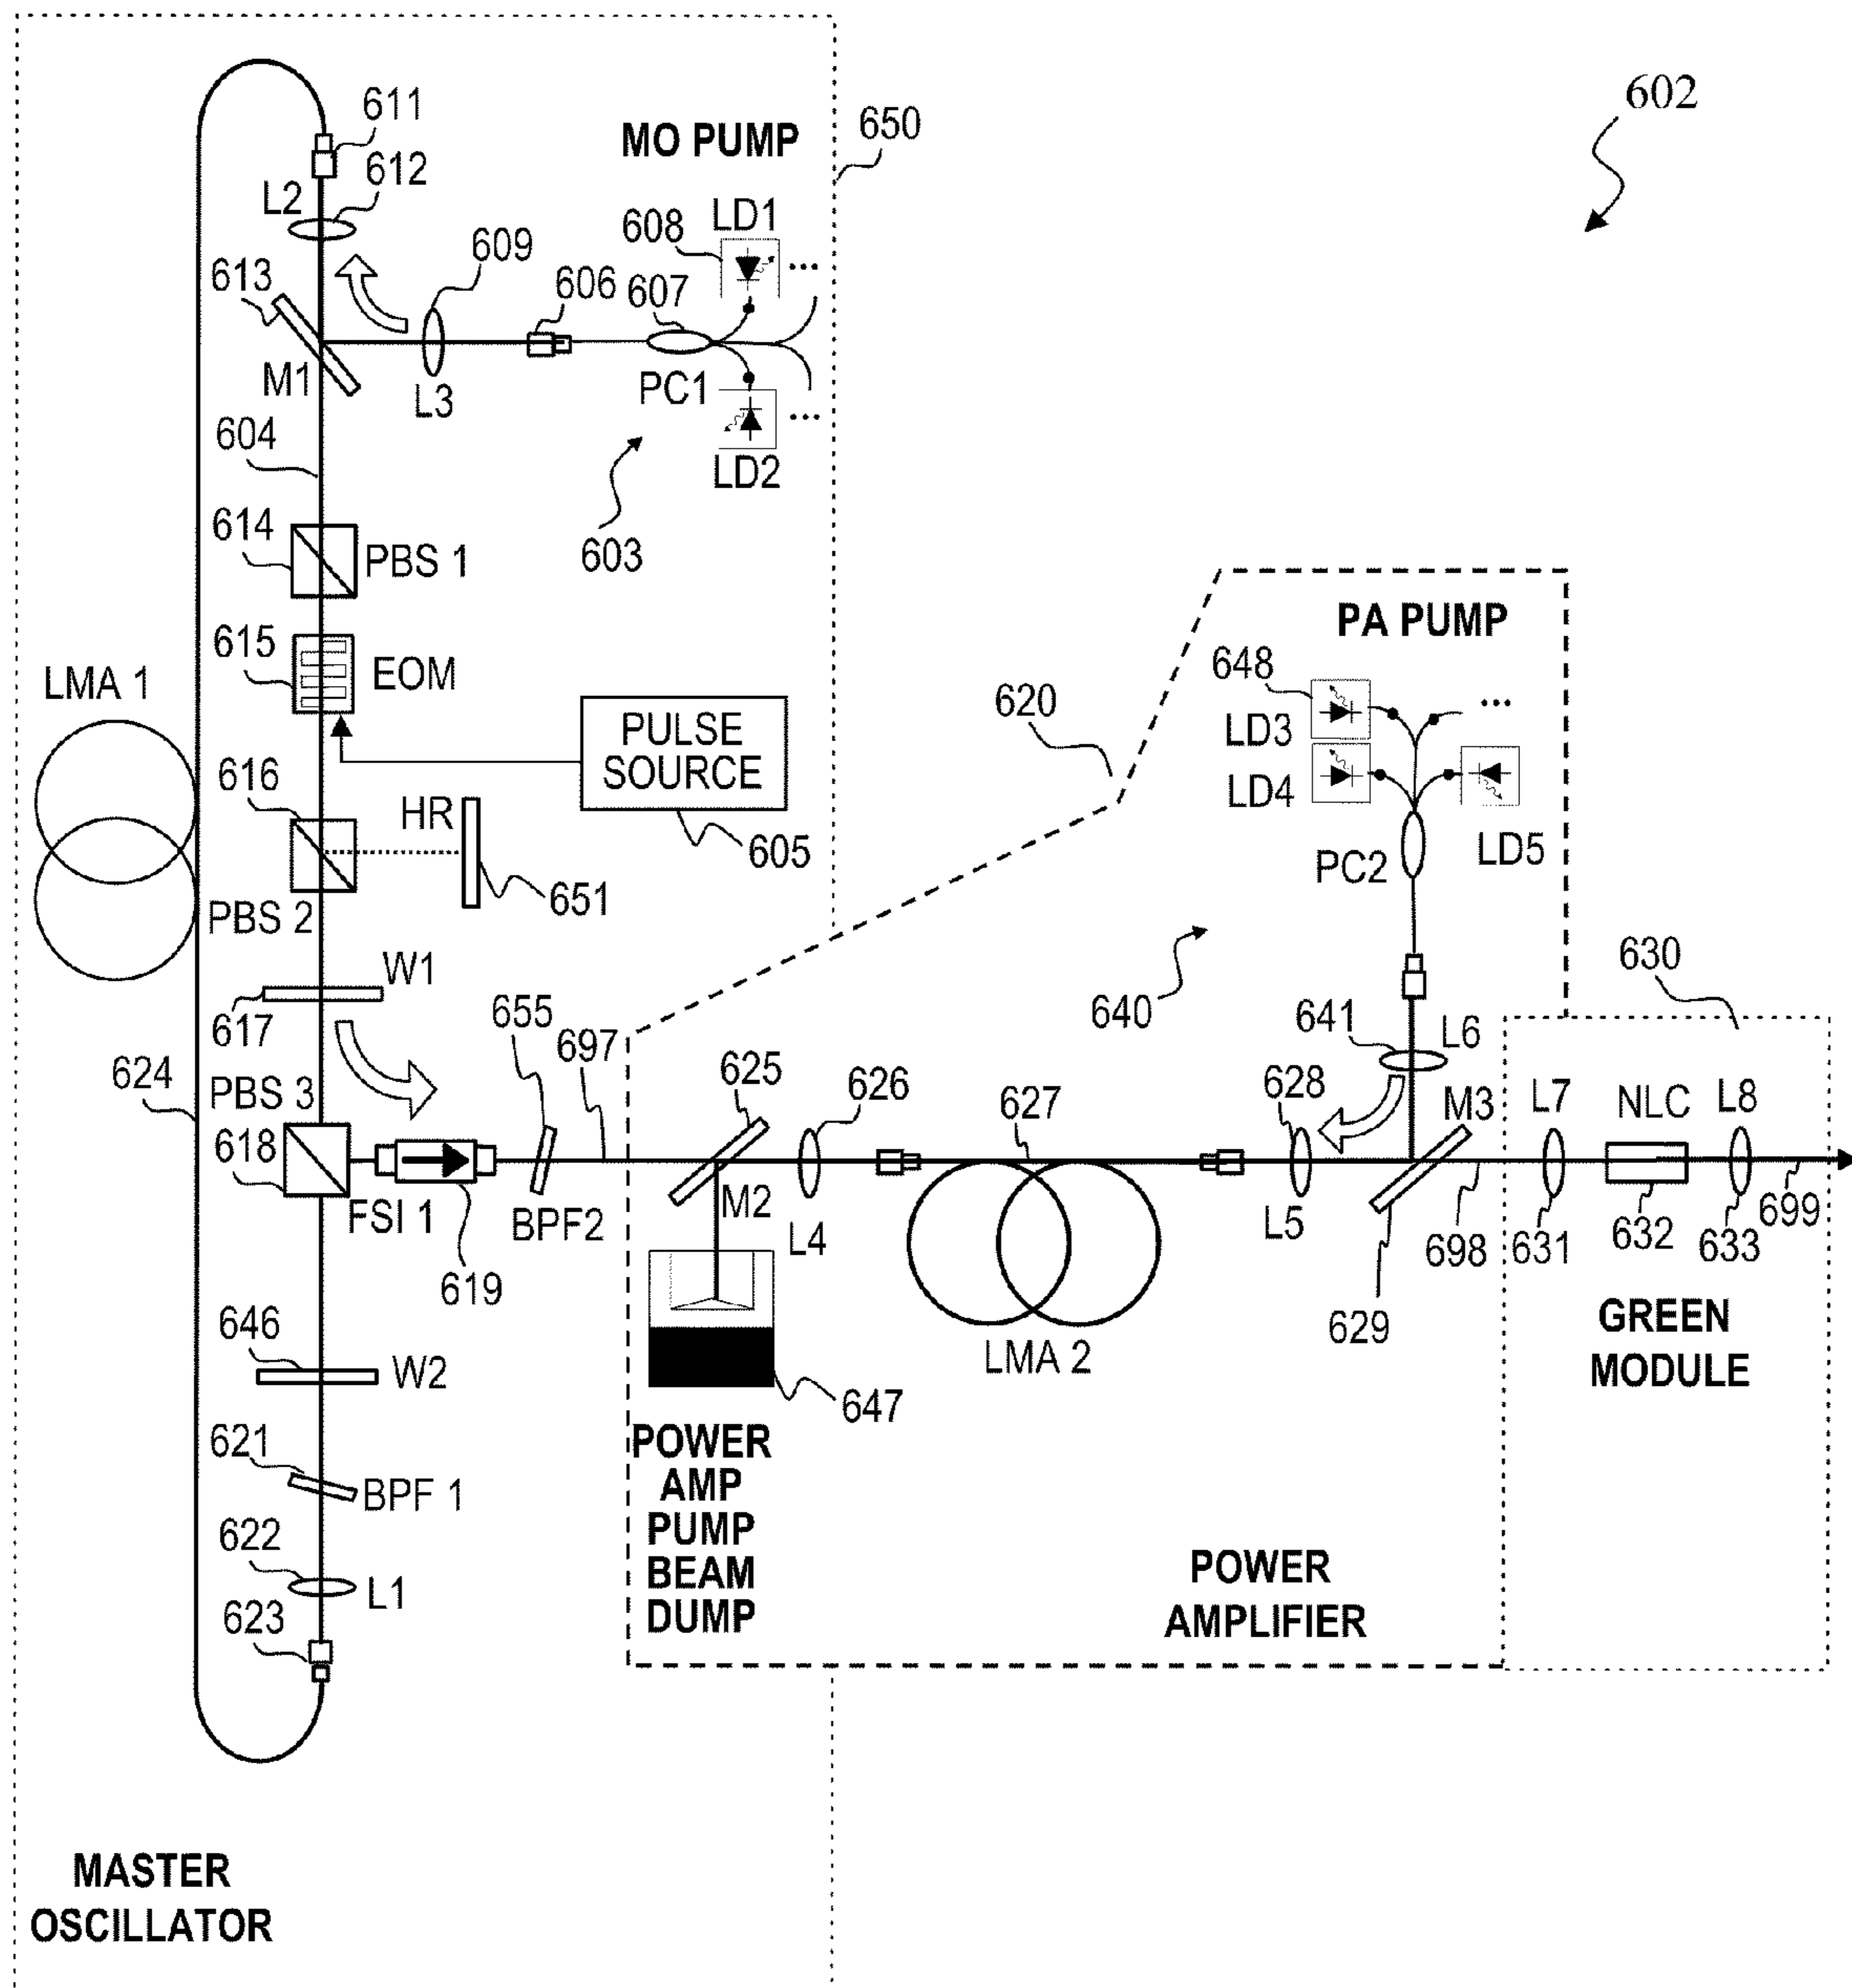 602
611
MO PUMP
650
L2
612
LD1
608
...
609
613
606
607
M1
L3
PC1
...
604
LD2
614
PBS 1
603
615
EOM
PA PUMP
LMA 1
648
620
...
PULSE
SOURCE
LD3
616
HR
LD4
605
PC2
LD5
651
PBS 2
W1
630
617
655
697
640
641
L6
624
PBS 3
625
626
627
628
M3
L7
NLC
L8
618
FSI 1
BPF2
M2
L4
L5
698
631
632
633
699
619
629
646
W2
LMA 2
GREEN
MODULE
647
621
BPF 1
POWER
AMP
PUMP
BEAM
DUMP
622
L1
623
POWER
AMPLIFIER
MASTER
OSCILLATOR